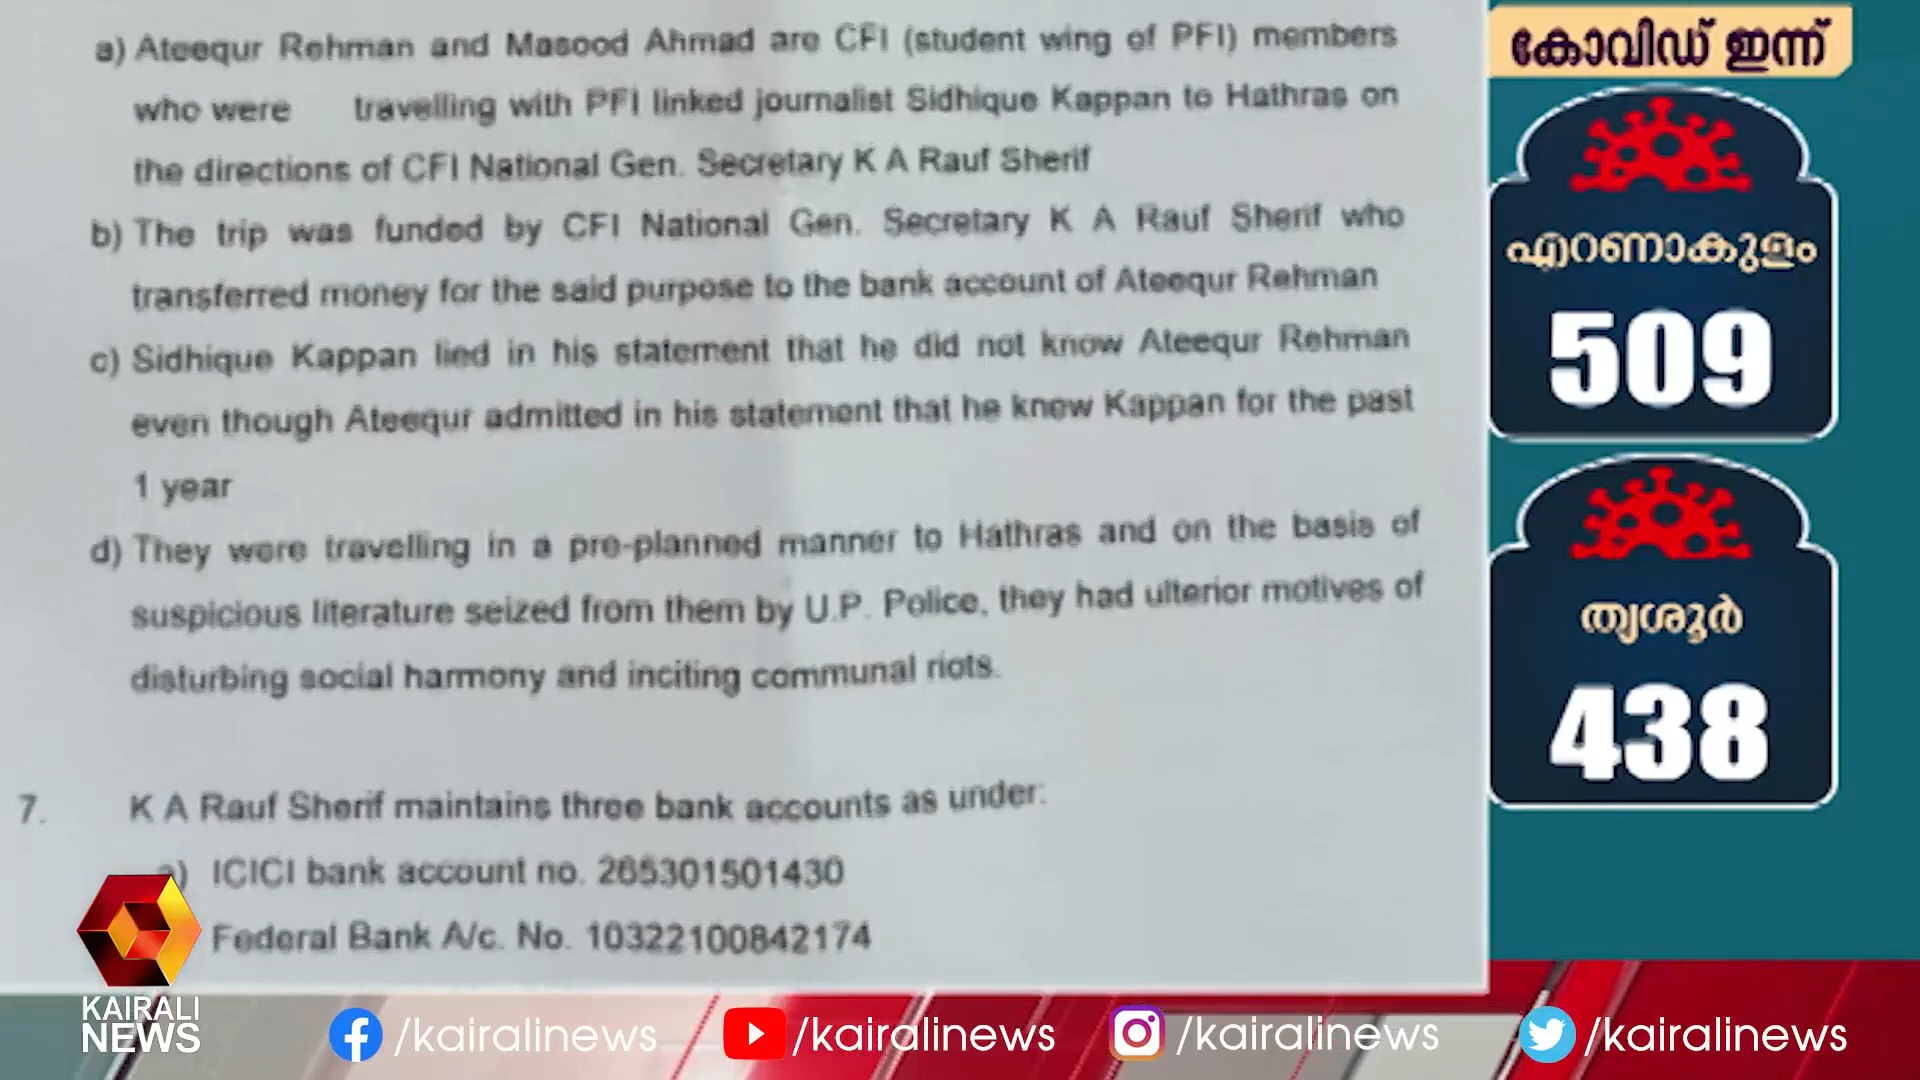 a) Ateequr Rehman and Masood Ahmad are CFI (student wing of PFI) members
who were travelling with PFI linked journalist Sidhique Kappan to Hathras on
the directions of CFI National Gen. Secretary K A Rauf Sherif
b) The trip was funded by CFI National Gen. Secretary K A Rauf Sherif who
transferred money for the said purpose to the bank account of Ateequr Rehman
c) Sidhique Kappan lied in his statement that he did not know Ateequr Rehman
even though Ateequr admitted in his statement that he knew Kappan for the past
1 year
d) They were travelling in a pre-planned manner to Hathras and on the basis of
suspicious literature seized from them by U.P. Police, they had ulterior motives of
disturbing social harmony and inciting communal riots.
7. K A Rauf Sherif maintains three bank accounts as under:
a) ICICI bank account no. 265301501430
Federal Bank A/c. No. 10322100842174
കോവിഡ് ഇന്ന്
എറണാകുളം
509
തൃശൂർ
438
KAIRALI
NEWS
/kairalinews
/kairalinews
/kairalinews
/kairalinews